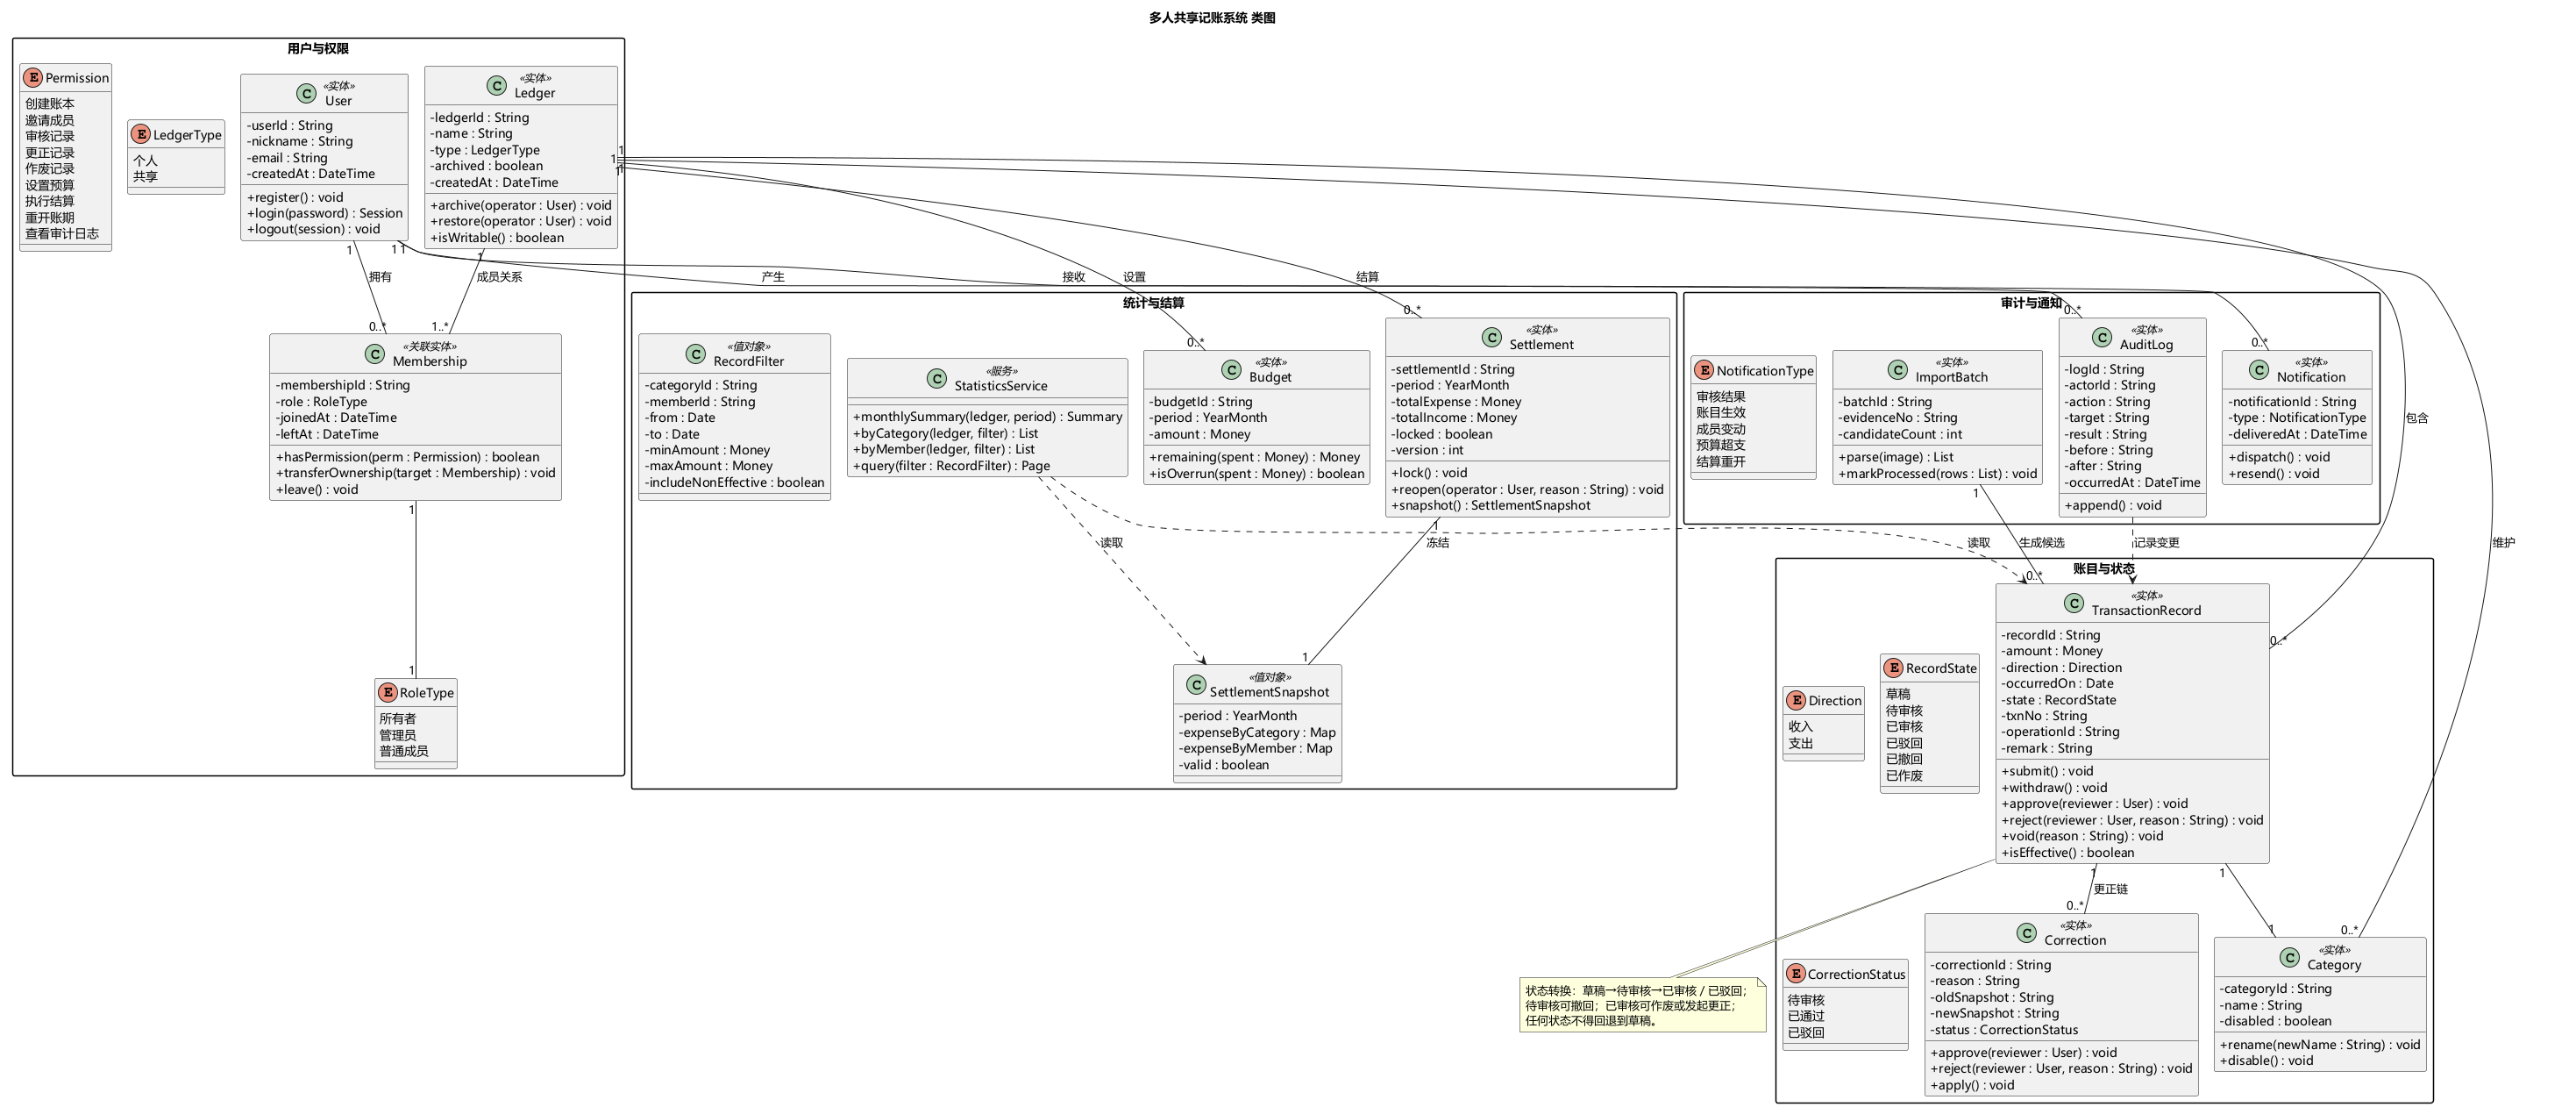 多人共享记账系统 类图
用户与权限
E Permission
创建账本
邀请成员
审核记录
更正记录
作废记录
设置预算
执行结算
重开账期
查看审计日志
E LedgerType
个人
共享
C «实体»
User
-userId : String
-nickname : String
-email : String
-createdAt : DateTime
+register() : void
+login(password) : Session
+logout(session) : void
C «实体»
Ledger
-ledgerId : String
-name : String
-type : LedgerType
-archived : boolean
-createdAt : DateTime
+archive(operator : User) : void
+restore(operator : User) : void
+isWritable() : boolean
1
1
1
1
1
1 1
1
拥有
成员关系
产生
接收
设置
结算
包含
维护
0..*
1..*
C «关联实体»
Membership
-membershipId : String
-role : RoleType
-joinedAt : DateTime
-leftAt : DateTime
+hasPermission(perm : Permission) : boolean
+transferOwnership(target : Membership) : void
+leave() : void
1
1
E RoleType
所有者
管理员
普通成员
统计与结算
C «值对象»
RecordFilter
-categoryId : String
-memberId : String
-from : Date
-to : Date
-minAmount : Money
-maxAmount : Money
-includeNonEffective : boolean
C «服务»
StatisticsService
+monthlySummary(ledger, period) : Summary
+byCategory(ledger, filter) : List
+byMember(ledger, filter) : List
+query(filter : RecordFilter) : Page
0..*
C «实体»
Budget
-budgetId : String
-period : YearMonth
-amount : Money
+remaining(spent : Money) : Money
+isOverrun(spent : Money) : boolean
0..*
C «实体»
Settlement
-settlementId : String
-period : YearMonth
-totalExpense : Money
-totalIncome : Money
-locked : boolean
-version : int
+lock() : void
+reopen(operator : User, reason : String) : void
+snapshot() : SettlementSnapshot
1
读取
冻结
读取
1
C «值对象»
SettlementSnapshot
-period : YearMonth
-expenseByCategory : Map
-expenseByMember : Map
-valid : boolean
审计与通知
E NotificationType
审核结果
账目生效
成员变动
预算超支
结算重开
C «实体»
ImportBatch
-batchId : String
-evidenceNo : String
-candidateCount : int
+parse(image) : List
+markProcessed(rows : List) : void
0..*
C «实体»
AuditLog
-logId : String
-actorId : String
-action : String
-target : String
-result : String
-before : String
-after : String
-occurredAt : DateTime
+append() : void
0..*
C «实体»
Notification
-notificationId : String
-type : NotificationType
-deliveredAt : DateTime
+dispatch() : void
+resend() : void
1
生成候选
记录变更
账目与状态
0..*
0..*
E Direction
收入
支出
E RecordState
草稿
待审核
已审核
已驳回
已撤回
已作废
C «实体»
TransactionRecord
-recordId : String
-amount : Money
-direction : Direction
-occurredOn : Date
-state : RecordState
-txnNo : String
-operationId : String
-remark : String
+submit() : void
+withdraw() : void
+approve(reviewer : User) : void
+reject(reviewer : User, reason : String) : void
+void(reason : String) : void
+isEffective() : boolean
1
1
更正链
0..*
1
0..*
状态转换：草稿→待审核→已审核 / 已驳回；
待审核可撤回；已审核可作废或发起更正；
任何状态不得回退到草稿。
E CorrectionStatus
待审核
已通过
已驳回
C «实体»
Correction
-correctionId : String
-reason : String
-oldSnapshot : String
-newSnapshot : String
-status : CorrectionStatus
+approve(reviewer : User) : void
+reject(reviewer : User, reason : String) : void
+apply() : void
C «实体»
Category
-categoryId : String
-name : String
-disabled : boolean
+rename(newName : String) : void
+disable() : void